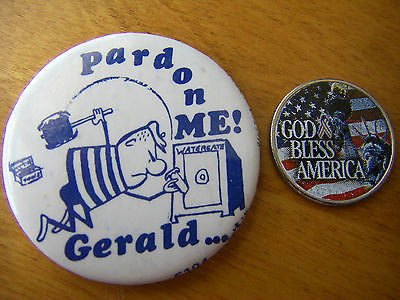 Pardon
ME!
WATERGATE
Gerald...
GOD
BLESS
AMERICA